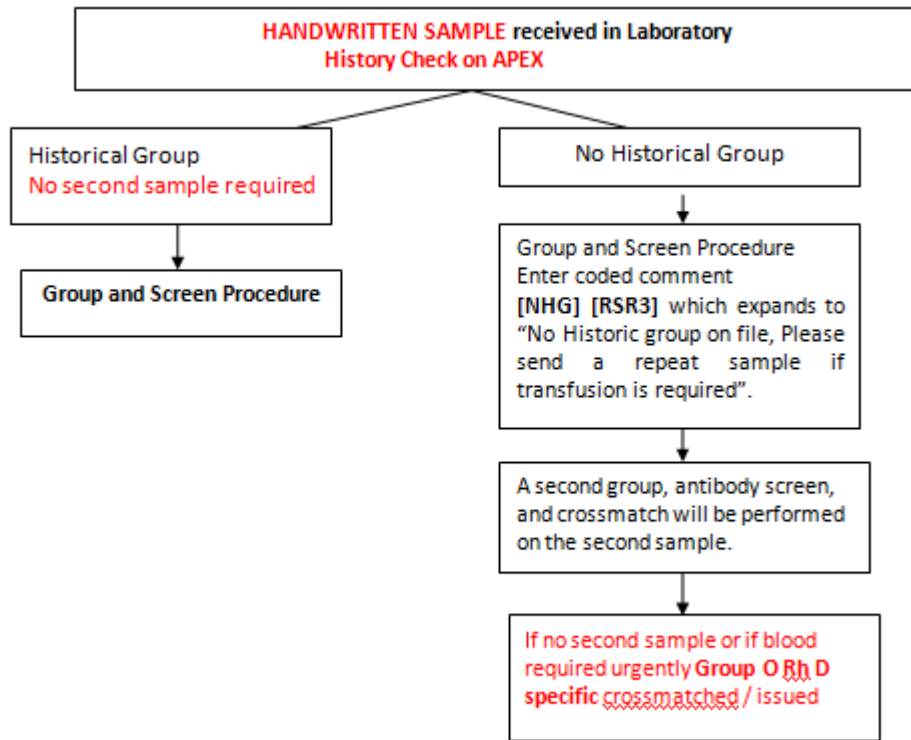 HANDWRITTEN SAMPLE received in Laboratory
History Check on APEX
Historical Group
No second sample required
Group and Screen Procedure
No Historical Group
Group and Screen Procedure
Enter coded comment
[NHG] [RSR3] which expands to
“No Historic group on file, Please
send a repeat sample if
transfusion is required”.
A second group, antibody screen,
and crossmatch will be performed
on the second sample.
If no second sample or if blood
required urgently Group O Rh D
specific crossmatched / issued